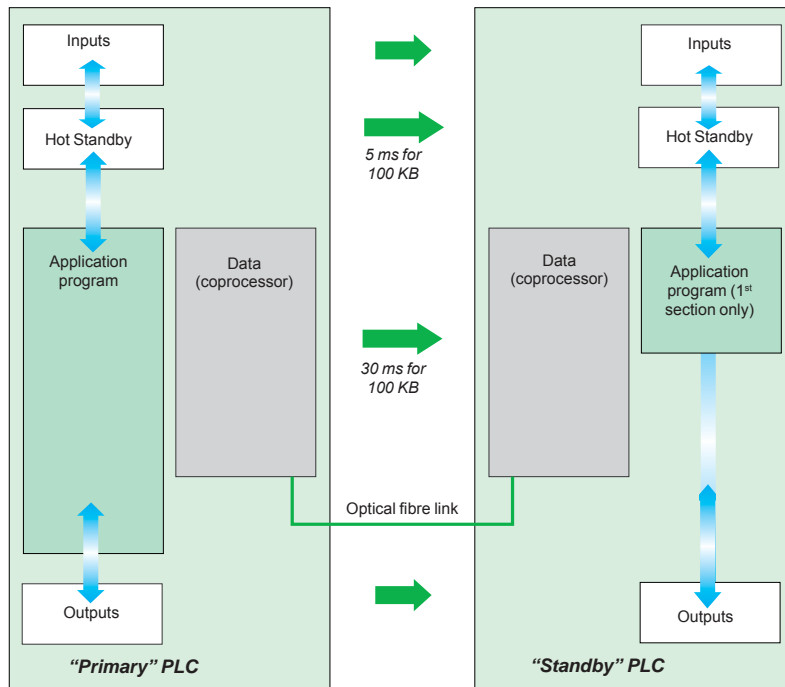 Inputs
Hot Standby
Application
program
Data
(coprocessor)
Outputs
"Primary" PLC
5 ms for
100 KB
30 ms for
100 KB
Optical fibre link
Inputs
Hot Standby
Data
(coprocessor)
Application
program (1st
section only)
Outputs
"Standby" PLC